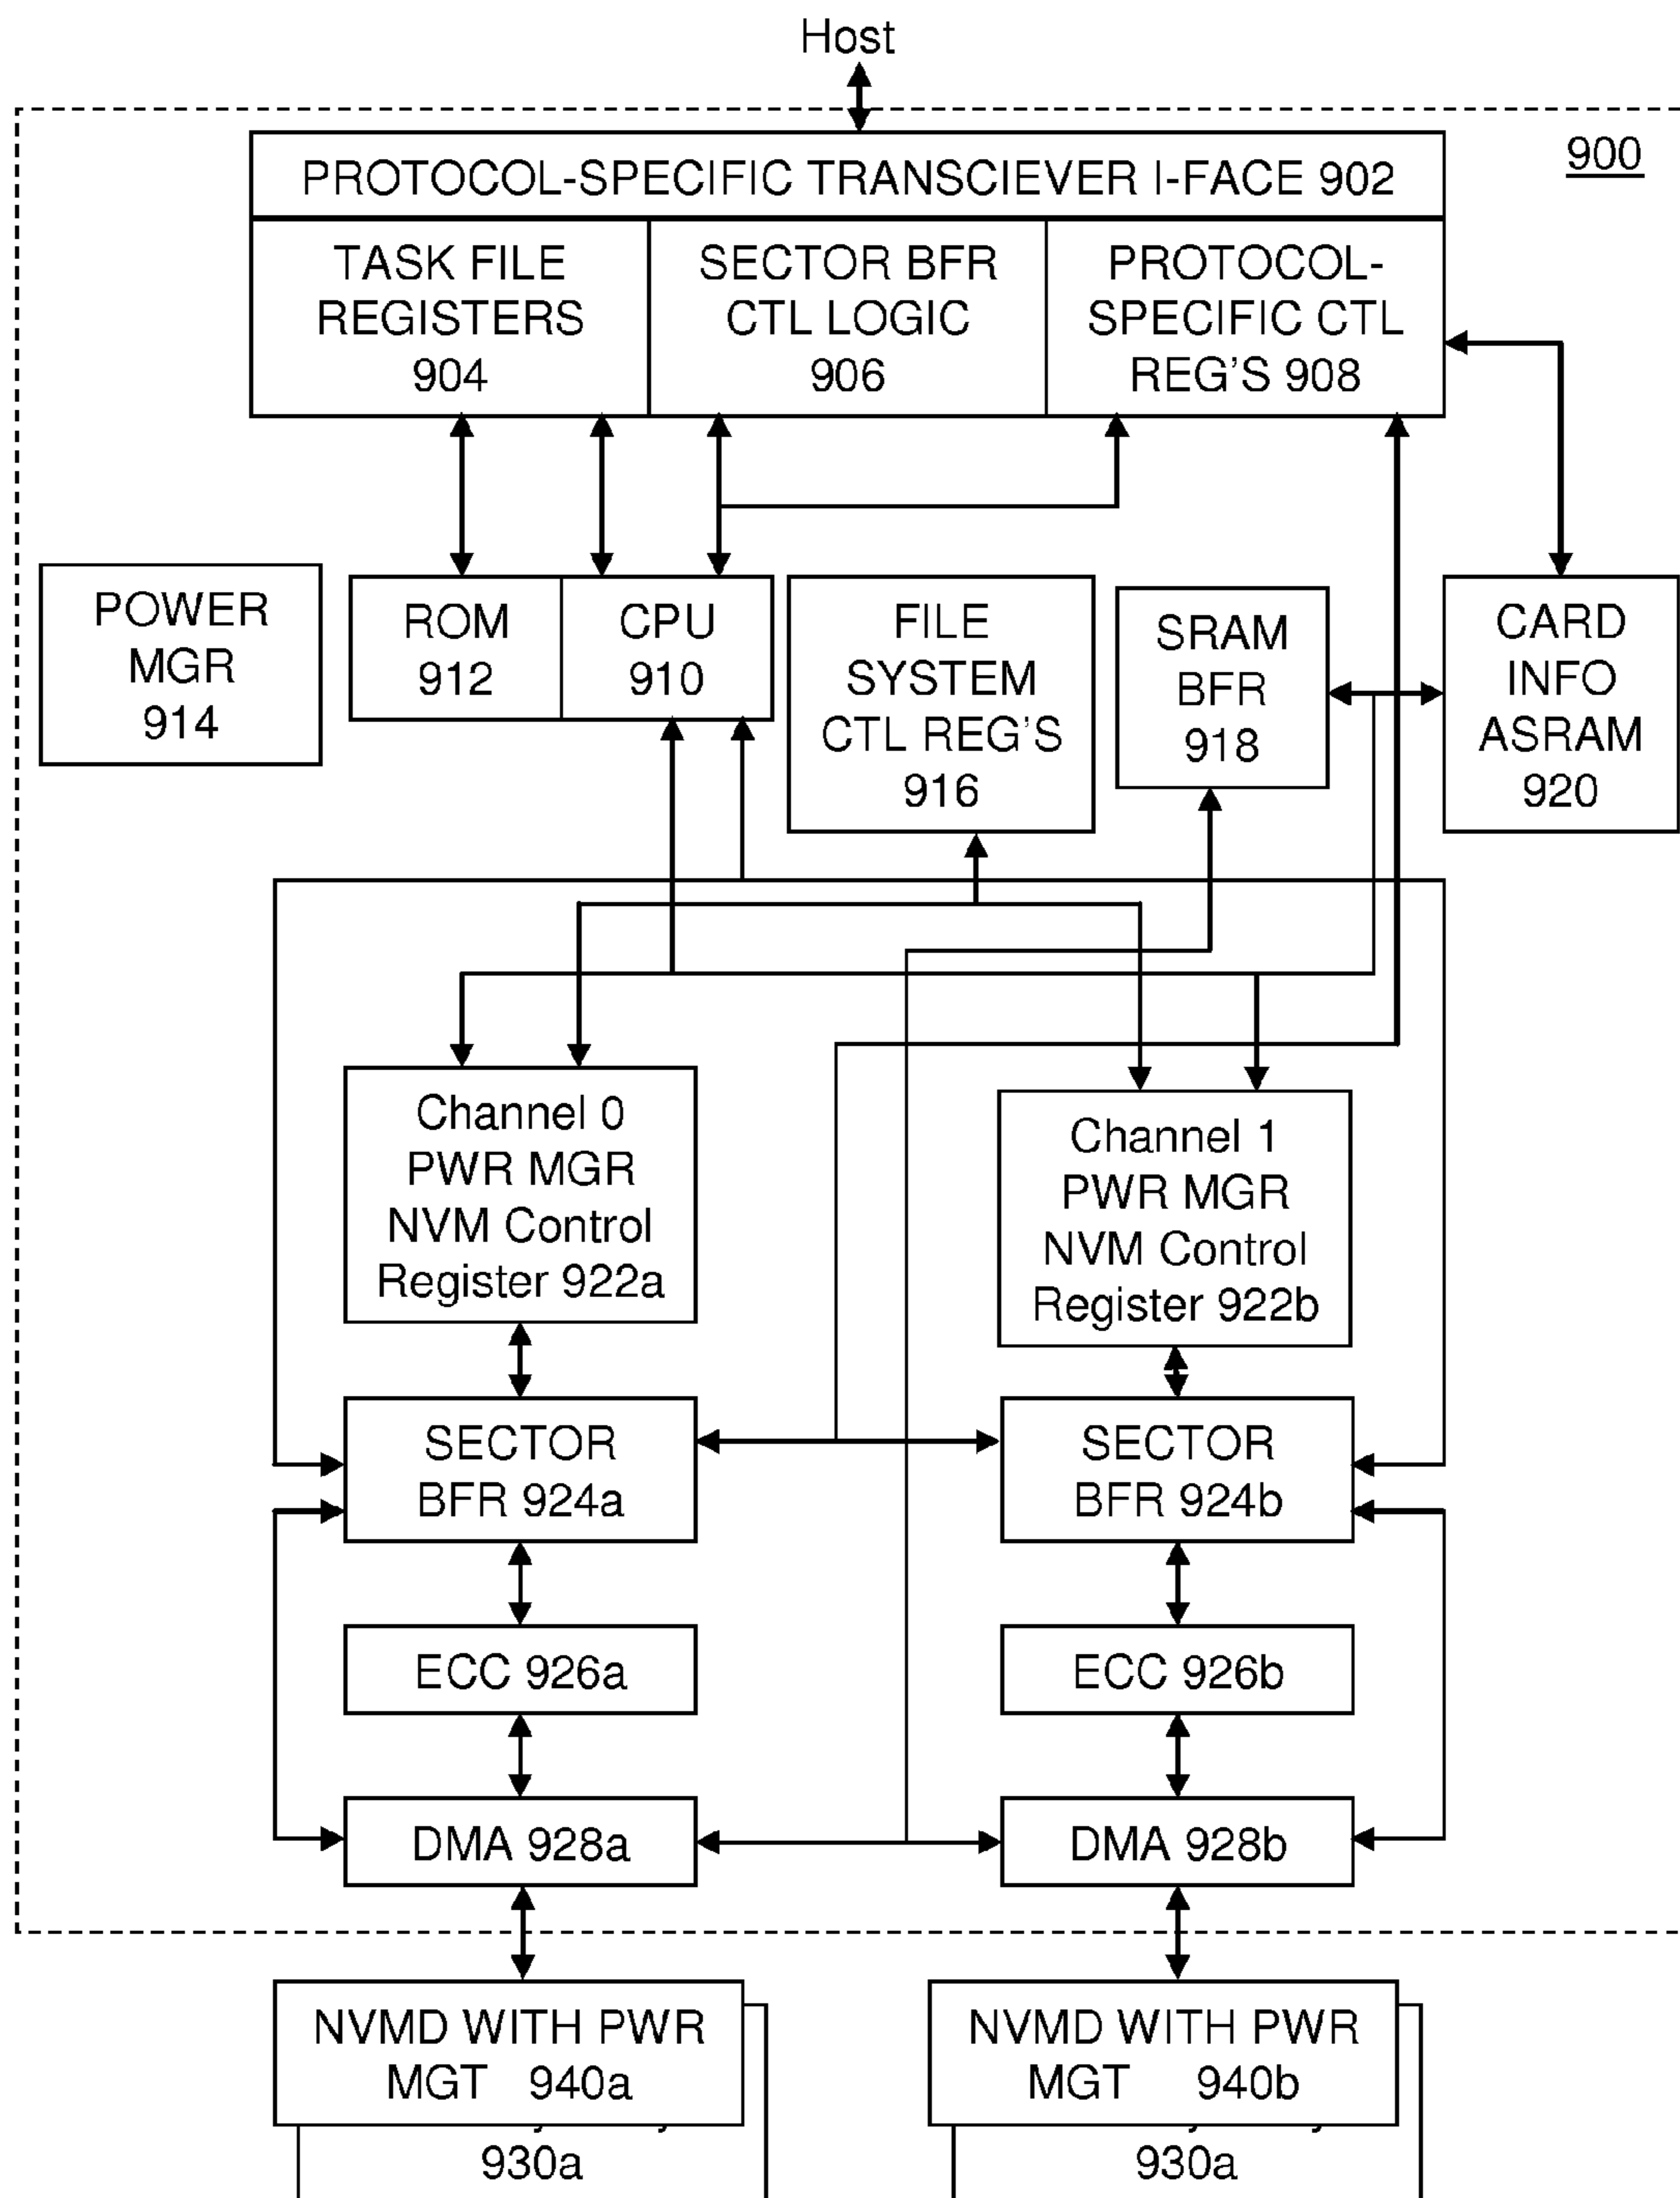 Host
900
PROTOCOL-SPECIFIC TRANSCIEVER I-FACE 902
TASK FILE
REGISTERS
904
SECTOR BFR
CTL LOGIC
906
PROTOCOL-
SPECIFIC CTL
REG'S 908
POWER
MGR
914
ROM
912
CPU
910
FILE
SYSTEM
CTL REG'S
916
SRAM
BFR
918
CARD
INFO
ASRAM
920
Channel 0
PWR MGR
NVM Control
Register 922a
Channel 1
PWR MGR
NVM Control
Register 922b
SECTOR
BFR 924a
SECTOR
BFR 924b
ECC 926a
ECC 926b
DMA 928a
DMA 928b
NVMD WITH PWR
MGT 940a
NVMD WITH PWR
MGT 940b
930a
930a